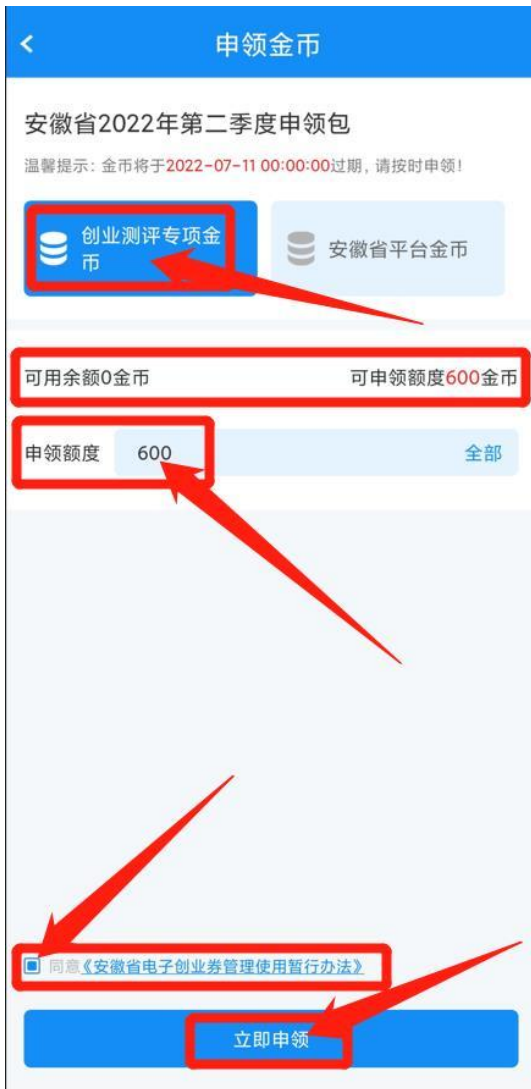 申领金币
安徽省2022年第二季度申领包
温馨提示：金币将于2022-07-11 00:00:00过期，请按时申领！
创业测评专项金
币
安徽省平台金币
可用余额0金币
可申领额度600金币
申领额度 600 全部
同意《安徽省电子创业券管理使用暂行办法》
立即申领